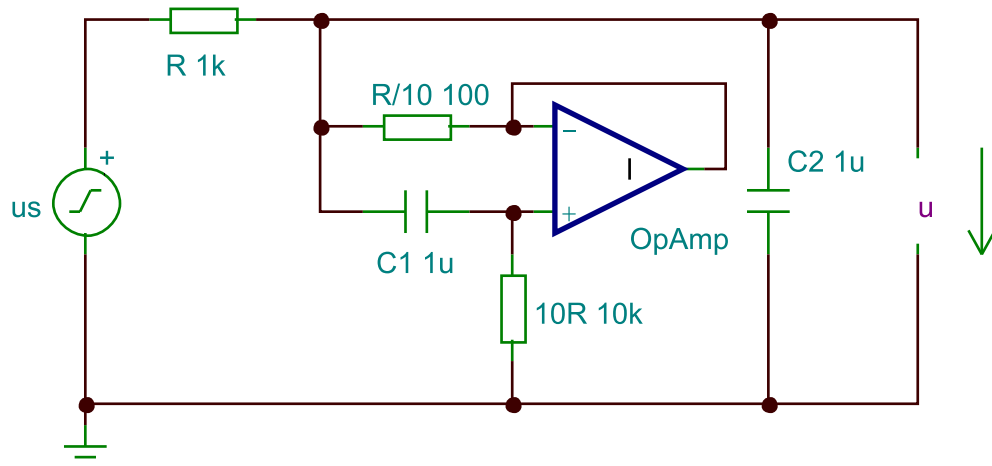 R 1k
R/10 100
+
us
−
+
I
OpAmp
C2 1u
u
C1 1u
10R 10k